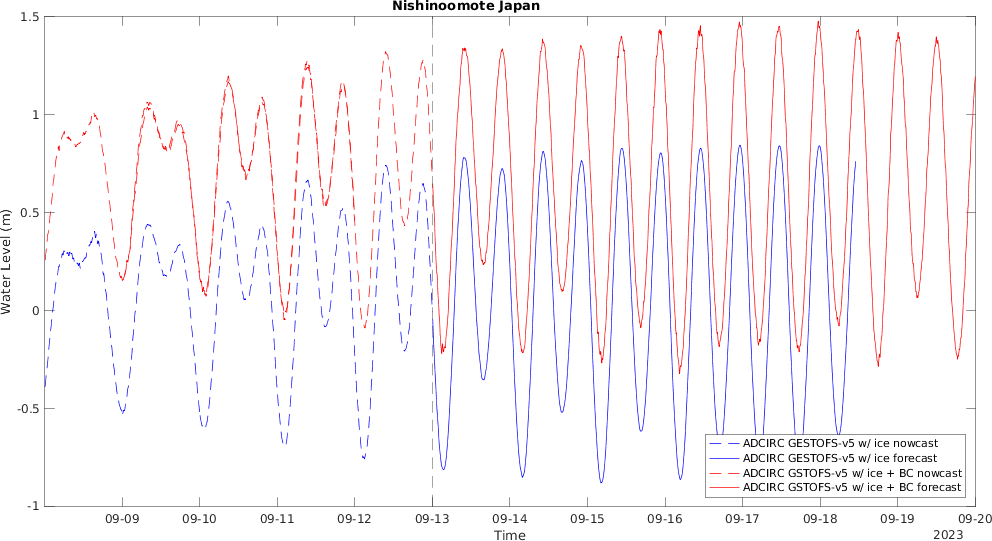 Nishinoomote Japan
1.5
1
0.5
0
-0.5
-1
Water Level (m)
09-09 09-10 09-11 09-12 09-13 09-14 09-15 09-16 09-17 09-18 09-19 09-20
Time
2023
ADCIRC GESTOFS-v5 w/ ice nowcast
ADCIRC GESTOFS-v5 w/ ice forecast
ADCIRC GSTOFS-v5 w/ ice + BC nowcast
ADCIRC GSTOFS-v5 w/ ice + BC forecast